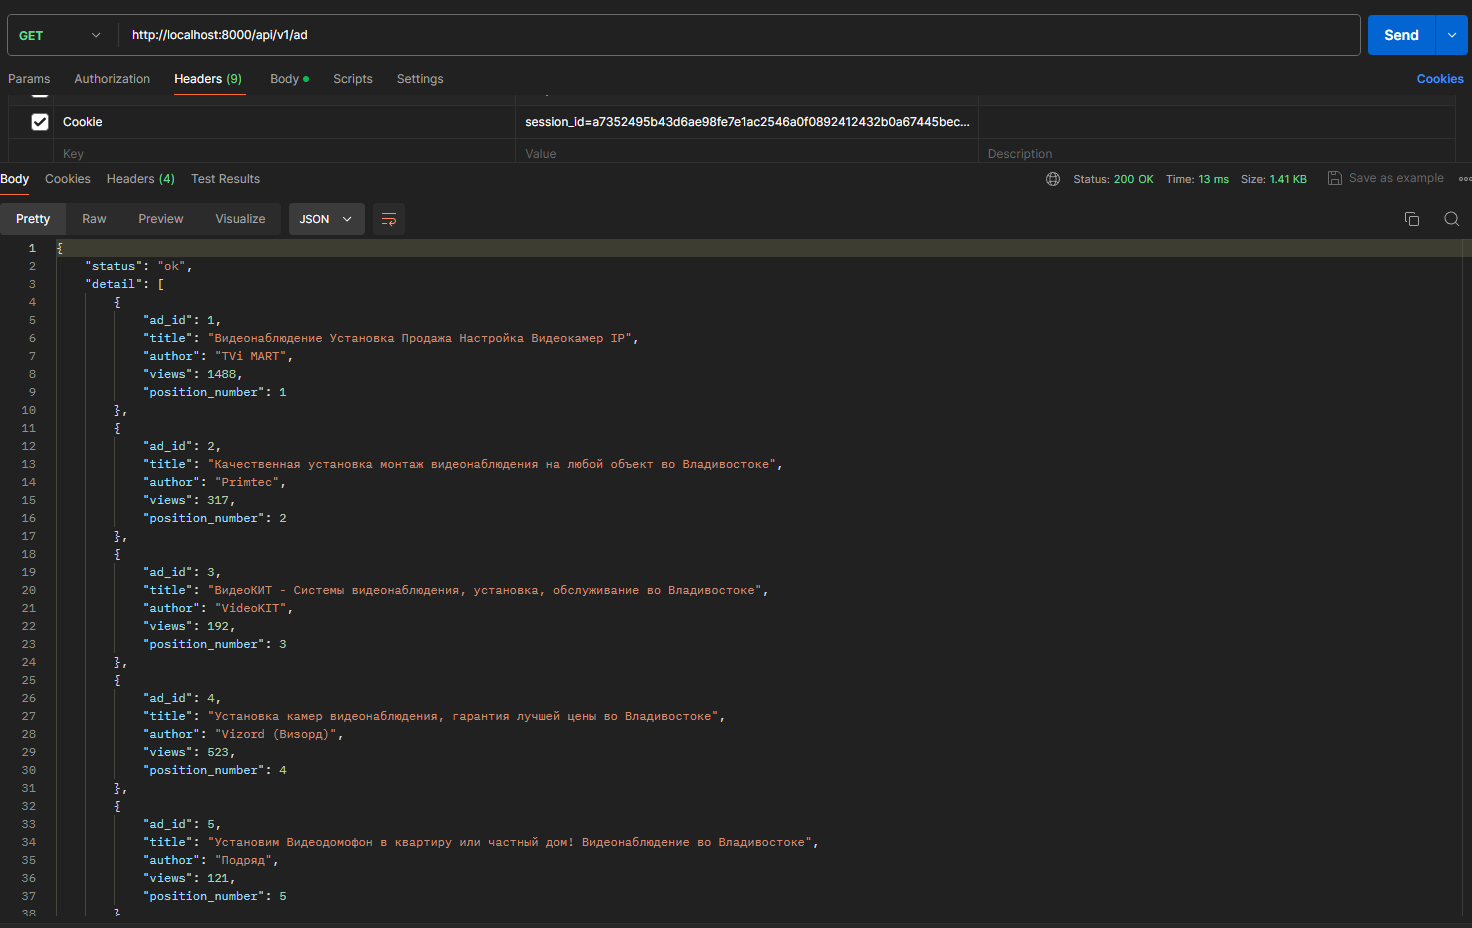 GET http://localhost:8000/api/v1/ad Send
Params Authorization Headers (9) Body Scripts Settings Cookies
Cookie session_id=a7352495b43d6ae98fe7e1ac2546a0f0892412432b0a67445bec...
Key Value Description
Body Cookies Headers (4) Test Results Status: 200 OK Time: 13 ms Size: 1.41 KB Save as example
Pretty Raw Preview Visualize JSON
1 {
2 "status": "ok",
3 "detail": [
4 {
5 "ad_id": 1,
6 "title": "Видеонаблюдение Установка Продажа Настройка Видеокамер IP",
7 "author": "TVi MART",
8 "views": 1488,
9 "position_number": 1
10 },
11 {
12 "ad_id": 2,
13 "title": "Качественная установка монтаж видеонаблюдения на любой объект во Владивостоке",
14 "author": "Primtec",
15 "views": 317,
16 "position_number": 2
17 },
18 {
19 "ad_id": 3,
20 "title": "ВидеоКИТ - Системы видеонаблюдения, установка, обслуживание во Владивостоке",
21 "author": "VideoKIT",
22 "views": 192,
23 "position_number": 3
24 },
25 {
26 "ad_id": 4,
27 "title": "Установка камер видеонаблюдения, гарантия лучшей цены во Владивостоке",
28 "author": "Vizord (Визорд)",
29 "views": 523,
30 "position_number": 4
31 },
32 {
33 "ad_id": 5,
34 "title": "Установим Видеодомофон в квартиру или частный дом! Видеонаблюдение во Владивостоке",
35 "author": "Подряд",
36 "views": 121,
37 "position_number": 5
38 }